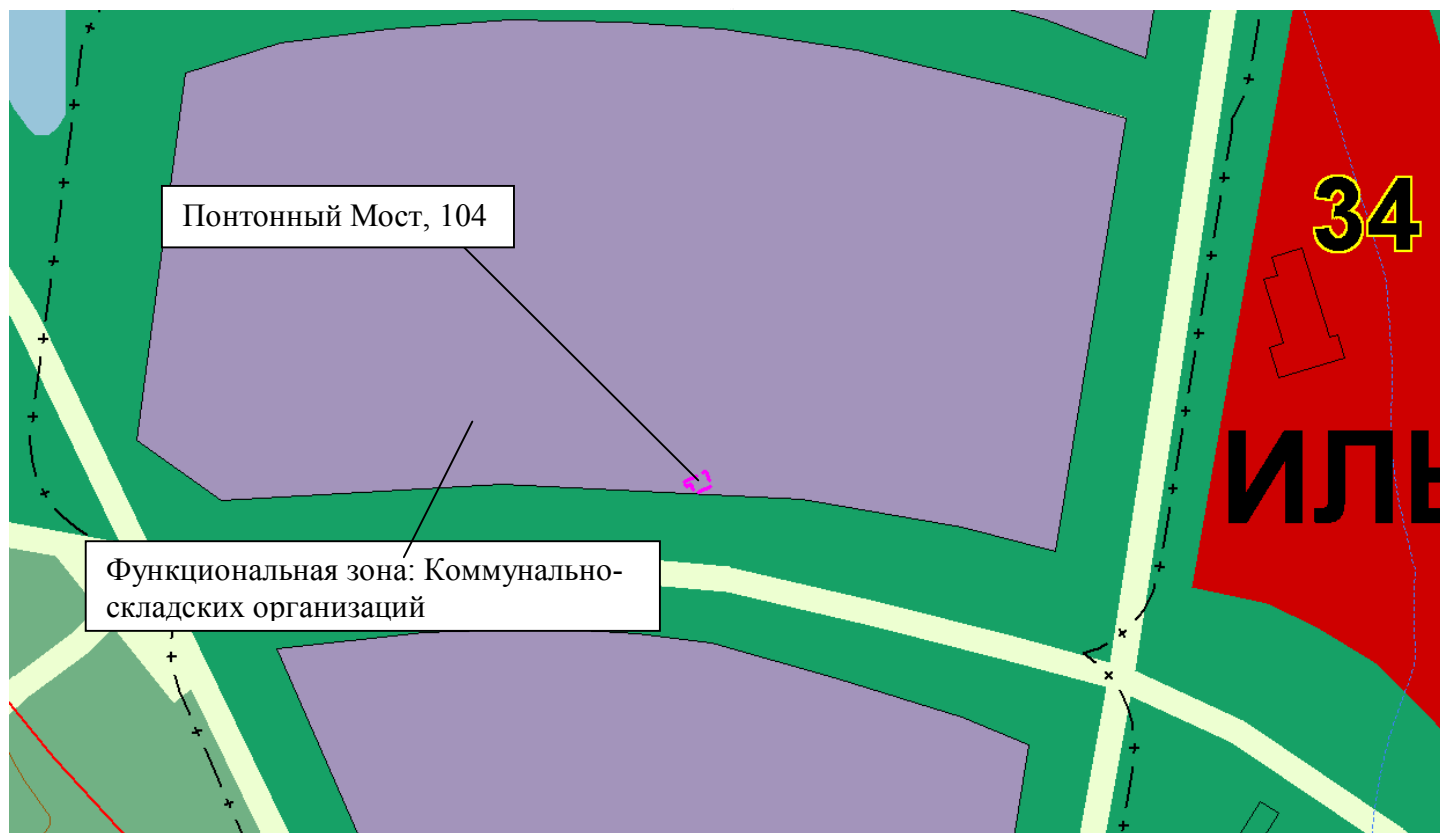 Понтонный Мост, 104
34
ИЛЬ
Функциональная зона: Коммунально-
складских организаций